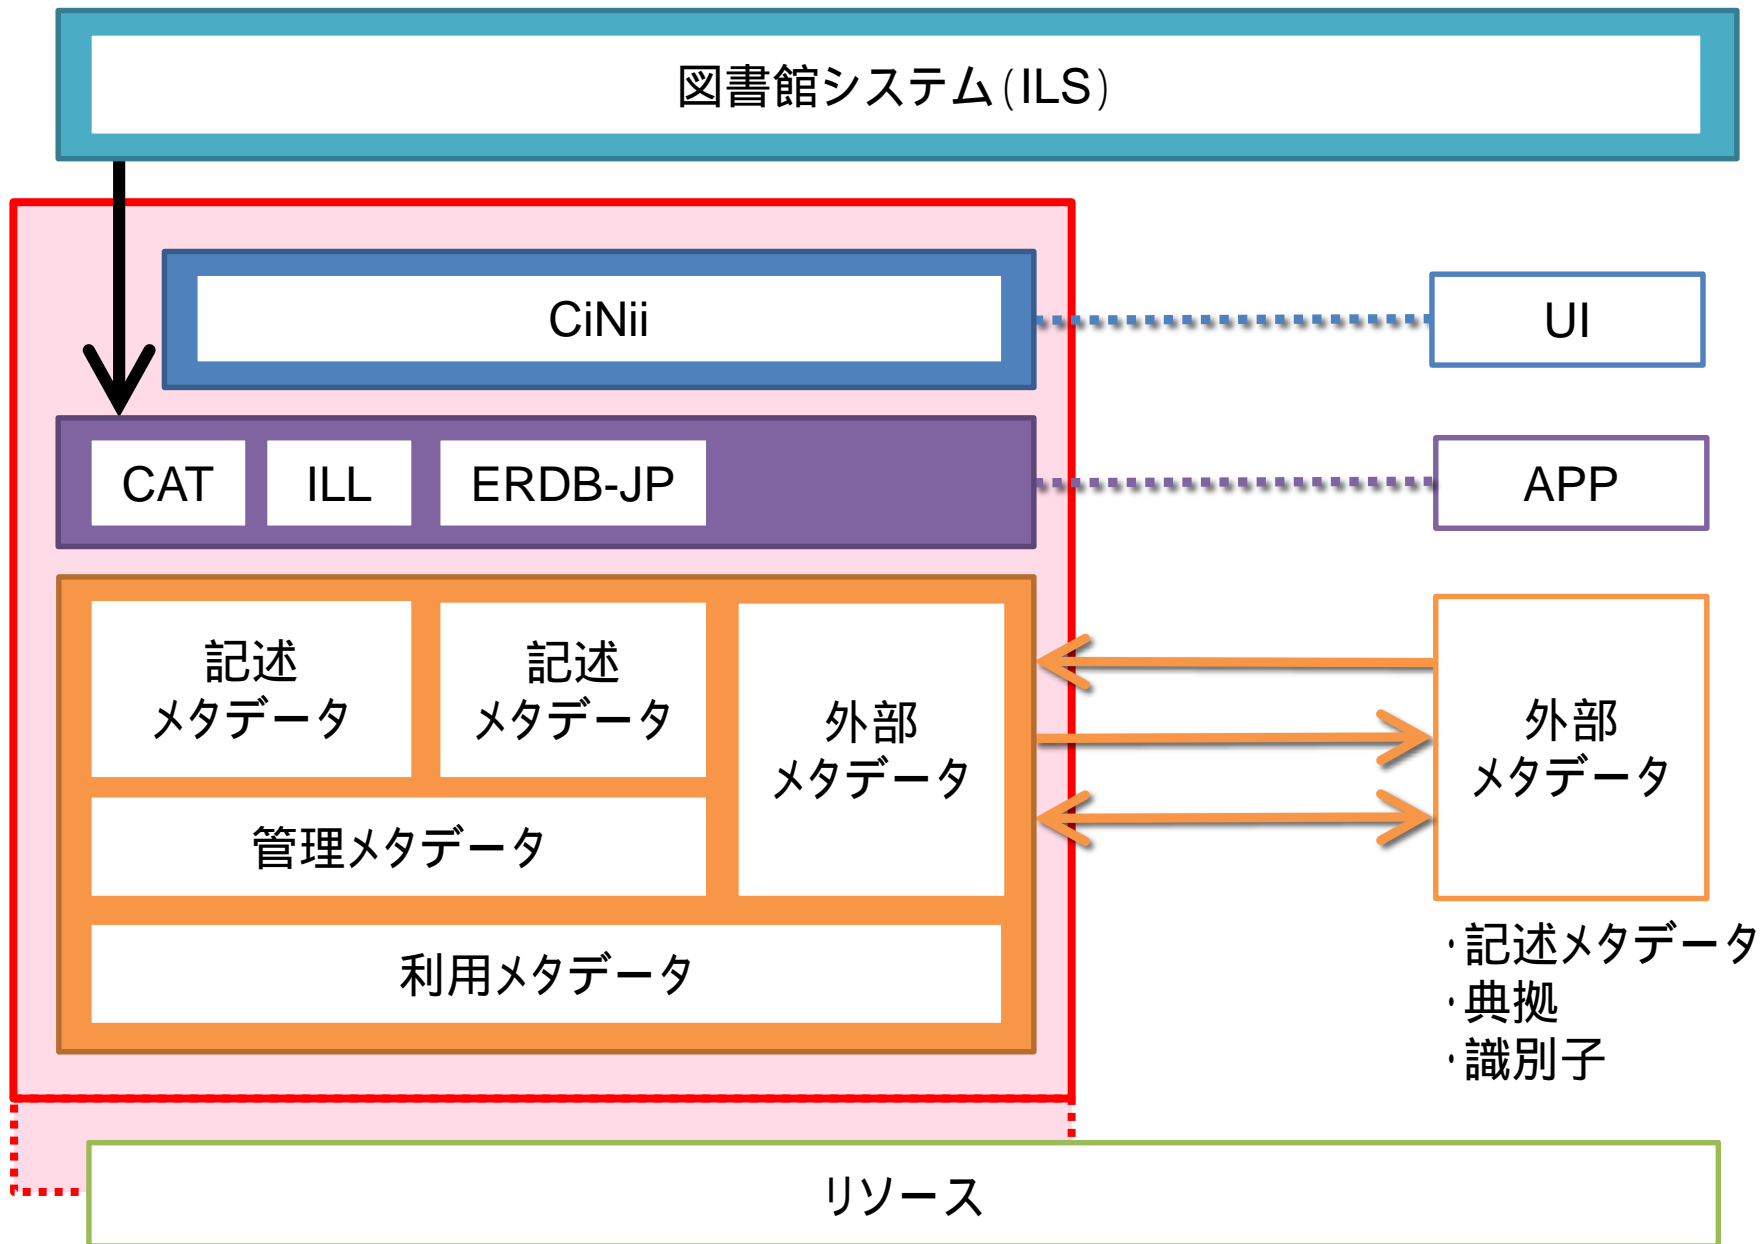 図書館システム(ILS)
CiNii
UI
CAT
ILL
ERDB-JP
APP
記述
メタデータ
記述
メタデータ
外部
メタデータ
管理メタデータ
利用メタデータ
外部
メタデータ
・記述メタデータ
・典拠
・識別子
リソース